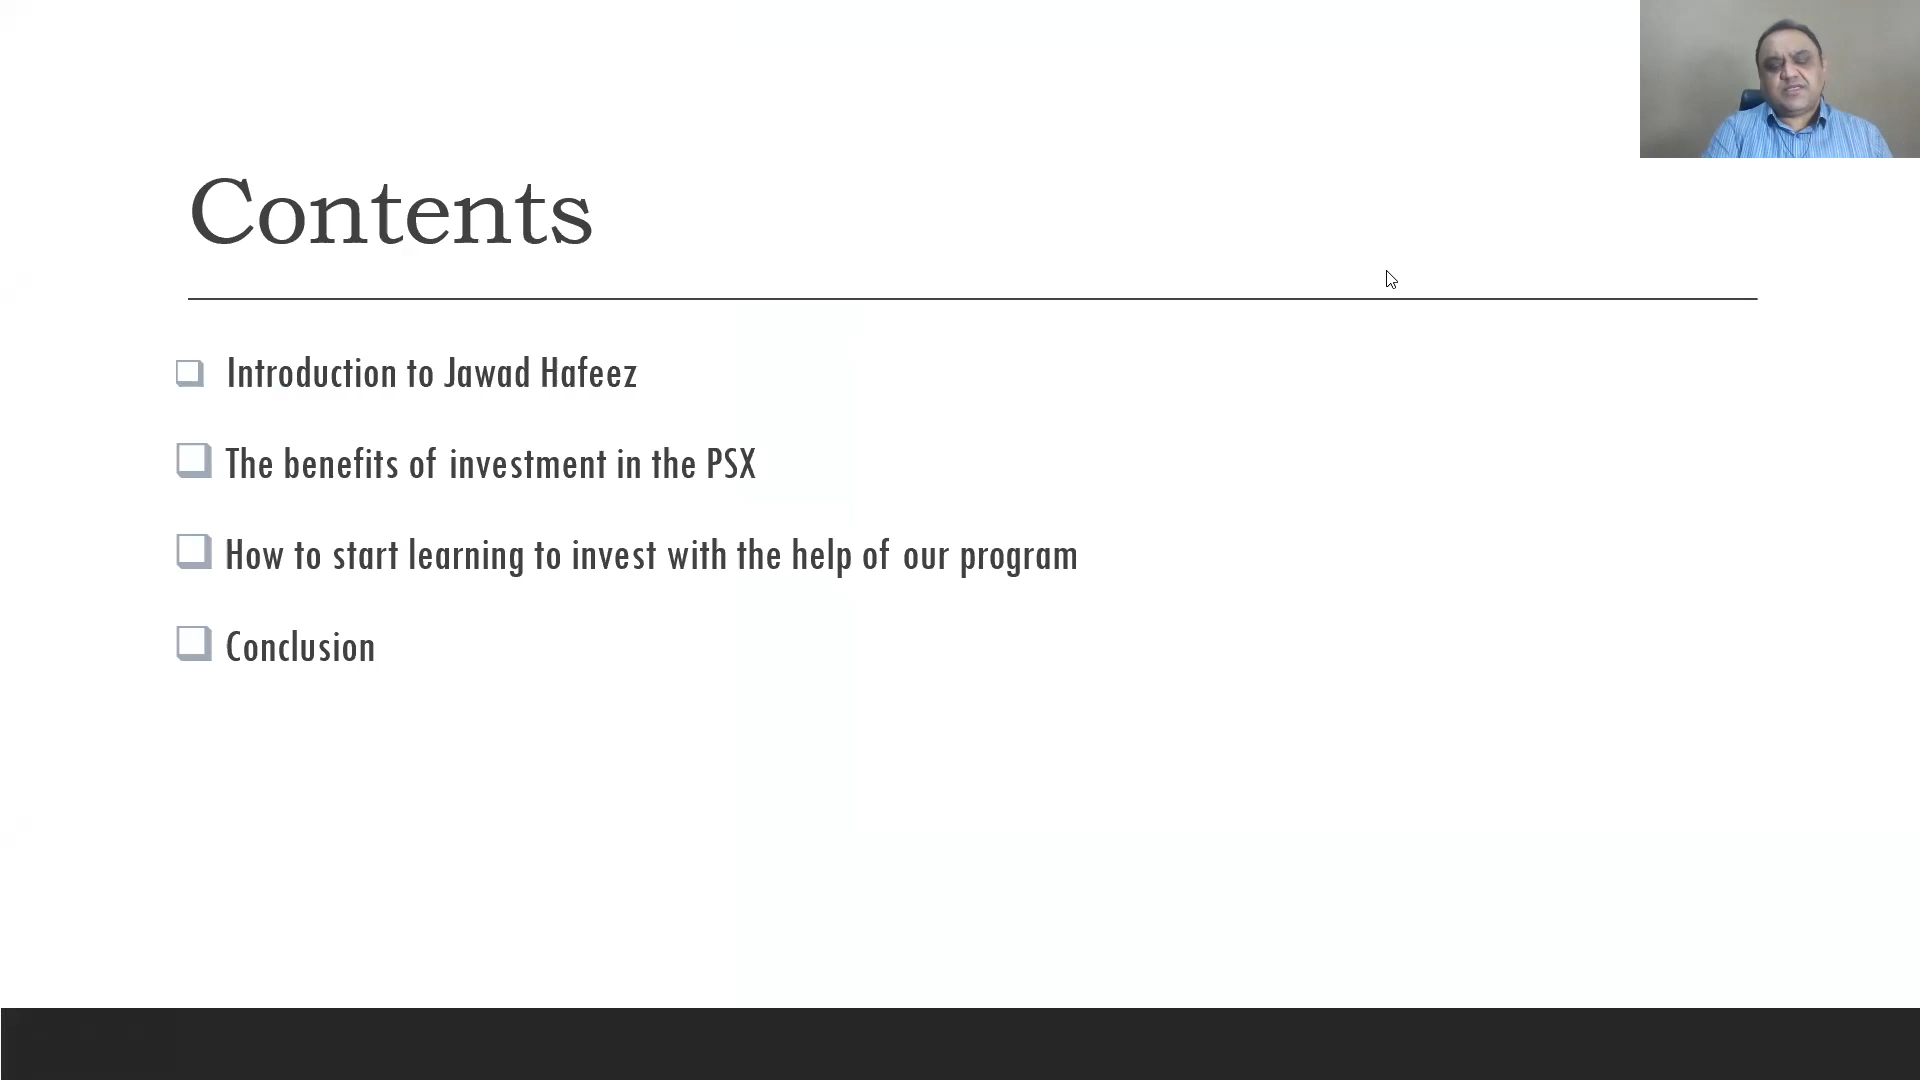 Contents
Introduction to Jawad Hafeez
The benefits of investment in the PSX
How to start learning to invest with the help of our program
Conclusion